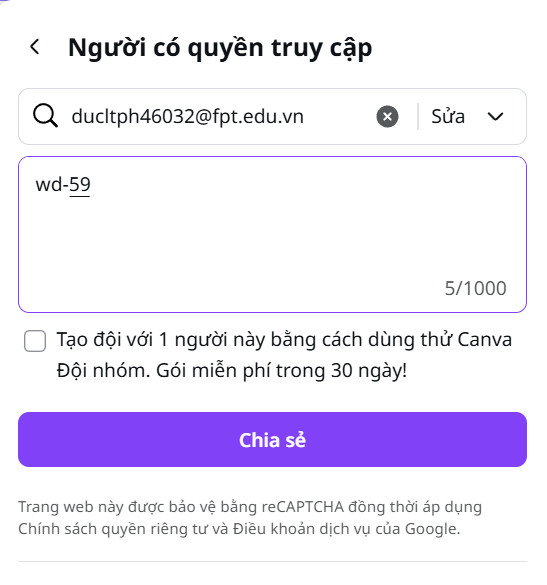 Người có quyền truy cập
ducltph46032@fpt.edu.vn Sửa
wd-59
5/1000
Tạo đội với 1 người này bằng cách dùng thử Canva
Đội nhóm. Gói miễn phí trong 30 ngày!
Chia sẻ
Trang web này được bảo vệ bằng reCAPTCHA đồng thời áp dụng
Chính sách quyền riêng tư và Điều khoản dịch vụ của Google.